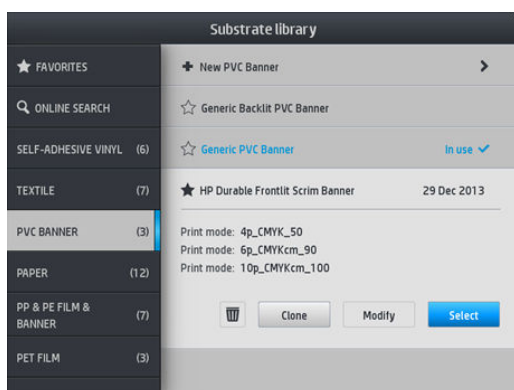 Substrate library
FAVORITES
ONLINE SEARCH
SELF-ADHESIVE VINYL (6)
TEXTILE (7)
PVC BANNER (3)
PAPER (12)
PP & PE FILM &
BANNER (7)
PET FILM (3)
New PVC Banner
Generic Backlit PVC Banner
Generic PVC Banner In use
HP Durable Frontlit Scrim Banner 29 Dec 2013
Print mode: 4p_CMYK_50
Print mode: 6p_CMYKcm_90
Print mode: 10p_CMYKcm_100
Clone Modify Select